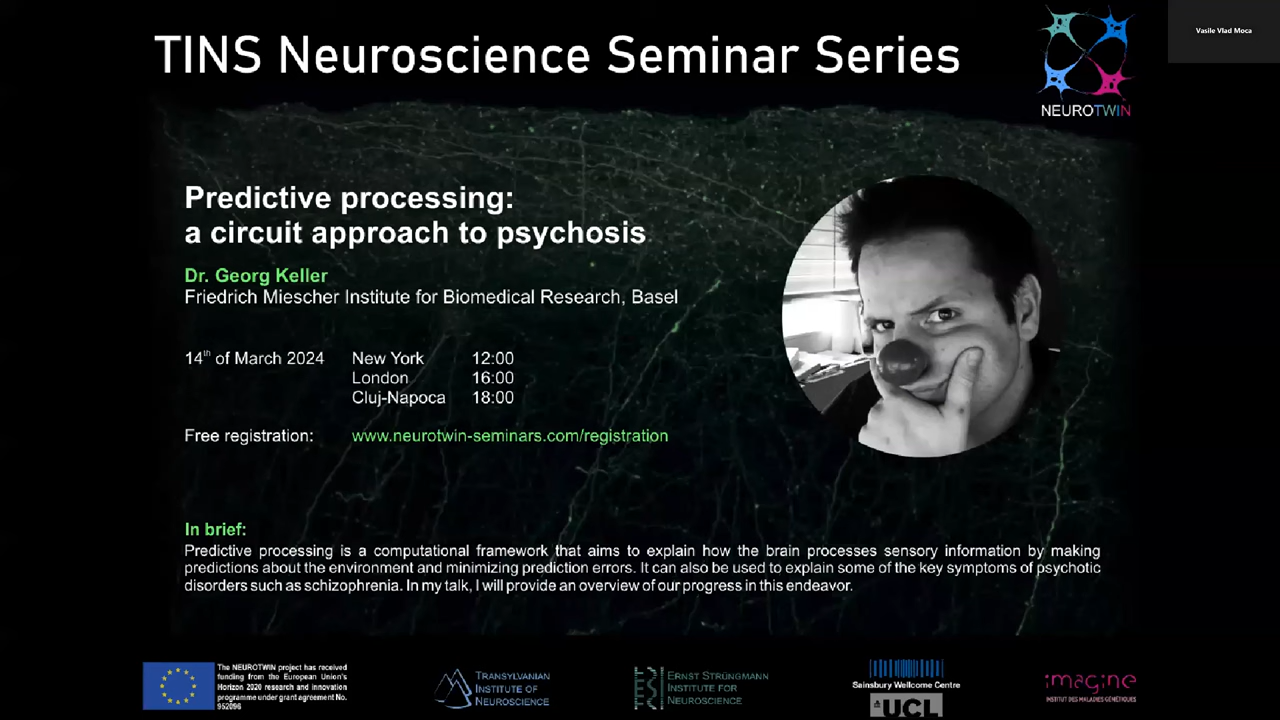 TINS Neuroscience Seminar Series
NEUROTWIN
Vasile Vlad Moca
Predictive processing:
a circuit approach to psychosis
Dr. Georg Keller
Friedrich Miescher Institute for Biomedical Research, Basel
14th of March 2024 New York 12:00
London 16:00
Cluj-Napoca 18:00
Free registration: www.neurotwin-seminars.com/registration
In brief:
Predictive processing is a computational framework that aims to explain how the brain processes sensory information by making
predictions about the environment and minimizing prediction errors. It can also be used to explain some of the key symptoms of psychotic
disorders such as schizophrenia. In my talk, I will provide an overview of our progress in this endeavor.
The NEUROTWIN project has received
funding from the European Union's
Horizon 2020 research and innovation
programme under grant agreement No.
952096
TRANSYLVANIAN
INSTITUTE OF
NEUROSCIENCE
ESI
ERNST STRÜNGMANN
INSTITUTE FOR
NEUROSCIENCE
Sainsbury Wellcome Centre
UCL
imagine
INSTITUT DES MALADIES GÉNÉTIQUES